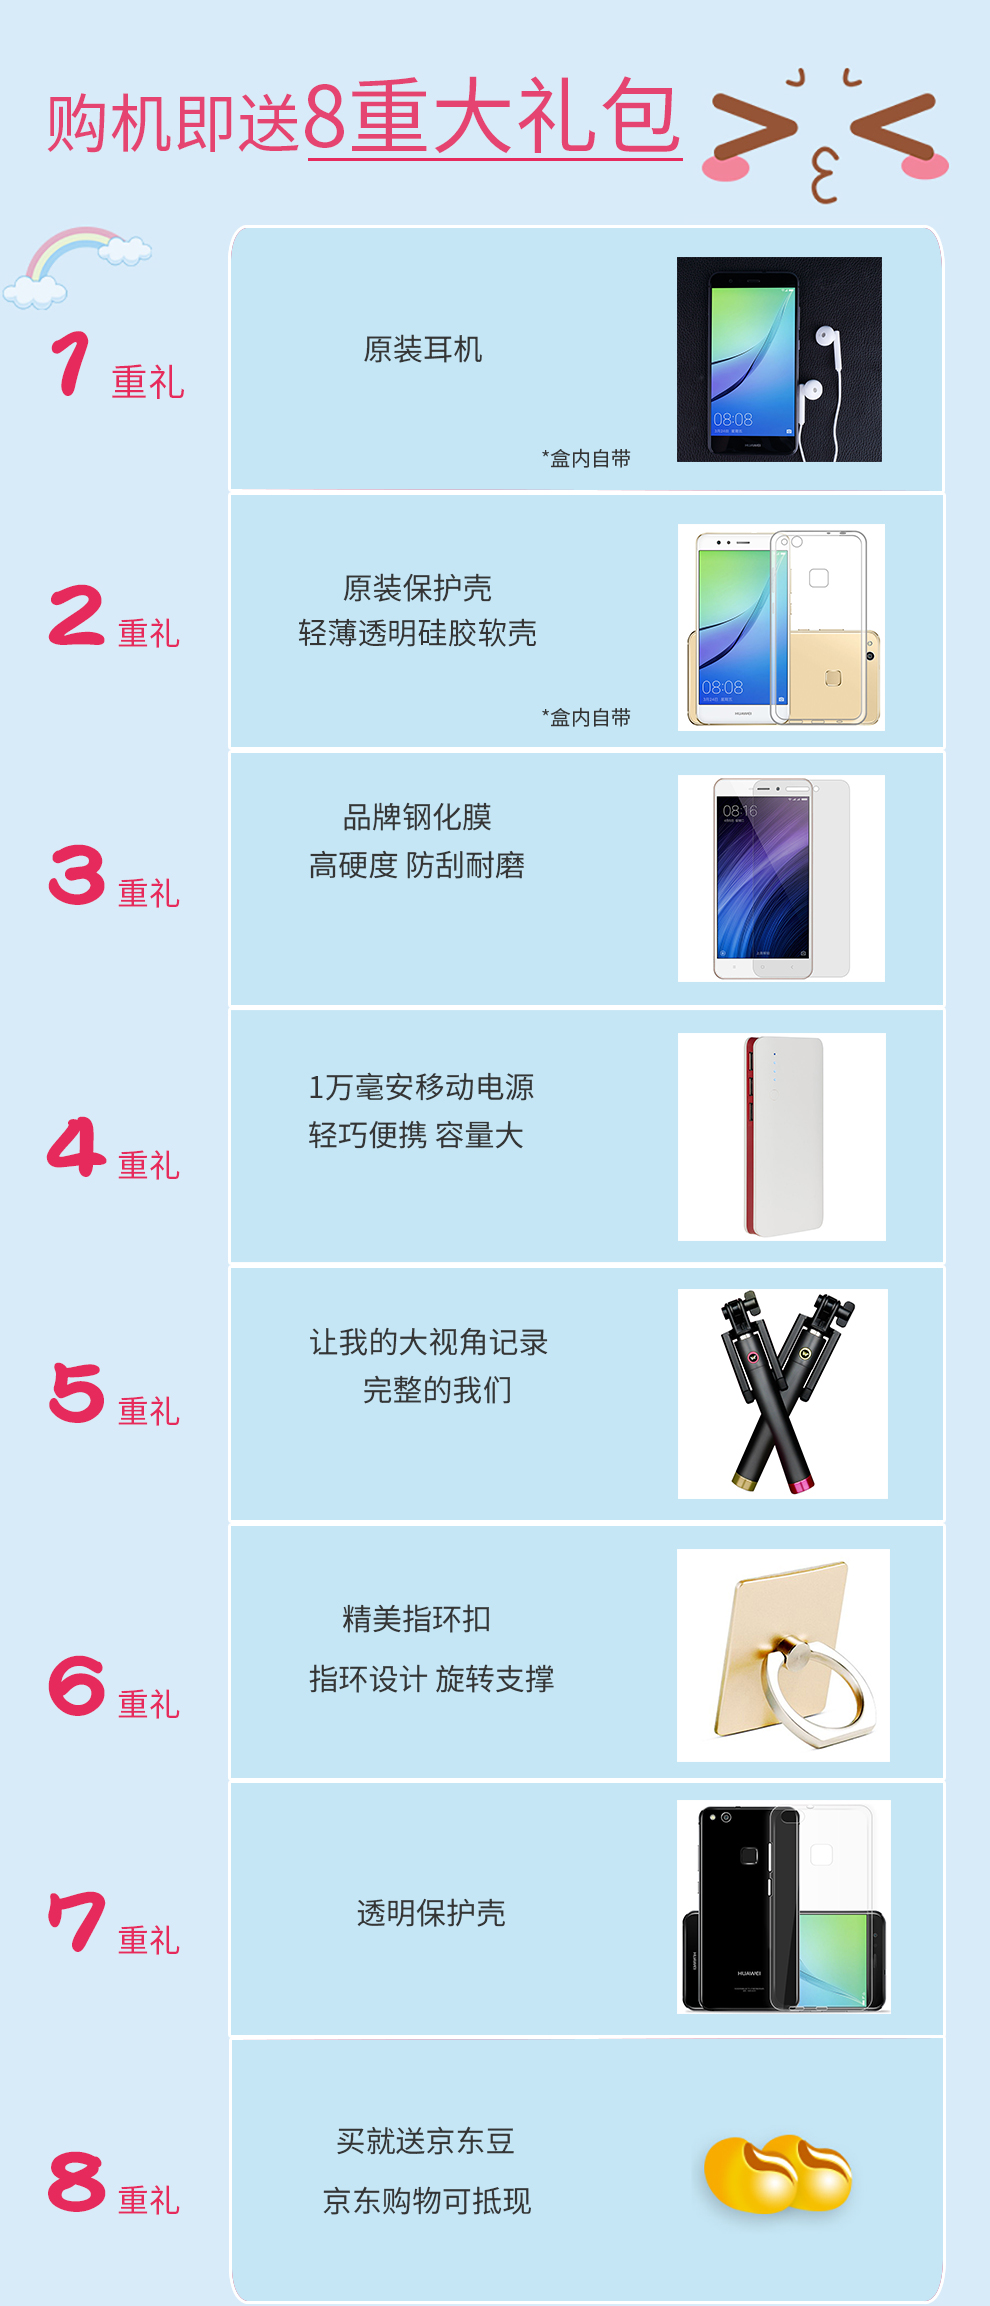 购机即送8重大礼包
1 重礼
原装耳机
*盒内自带
08:08
HUAWEI
2 重礼
原装保护壳
轻薄透明硅胶软壳
*盒内自带
08:08
HUAWEI
3 重礼
品牌钢化膜
高硬度 防刮耐磨
08:16
4 重礼
1万毫安移动电源
轻巧便携 容量大
5 重礼
让我的大视角记录
完整的我们
6 重礼
精美指环扣
指环设计 旋转支撑
7 重礼
透明保护壳
HUAWEI
8 重礼
买就送京东豆
京东购物可抵现